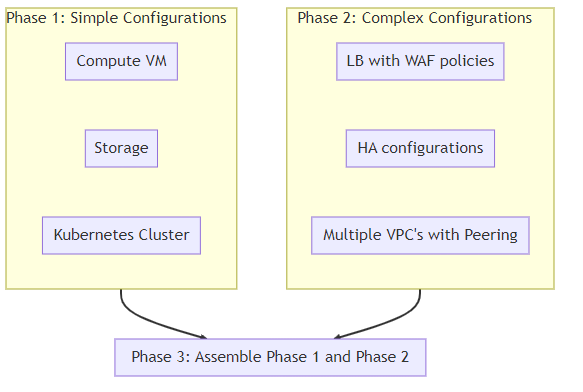 Phase 1: Simple Configurations
Compute VM
Storage
Kubernetes Cluster
Phase 2: Complex Configurations
LB with WAF policies
HA configurations
Multiple VPC's with Peering
Phase 3: Assemble Phase 1 and Phase 2